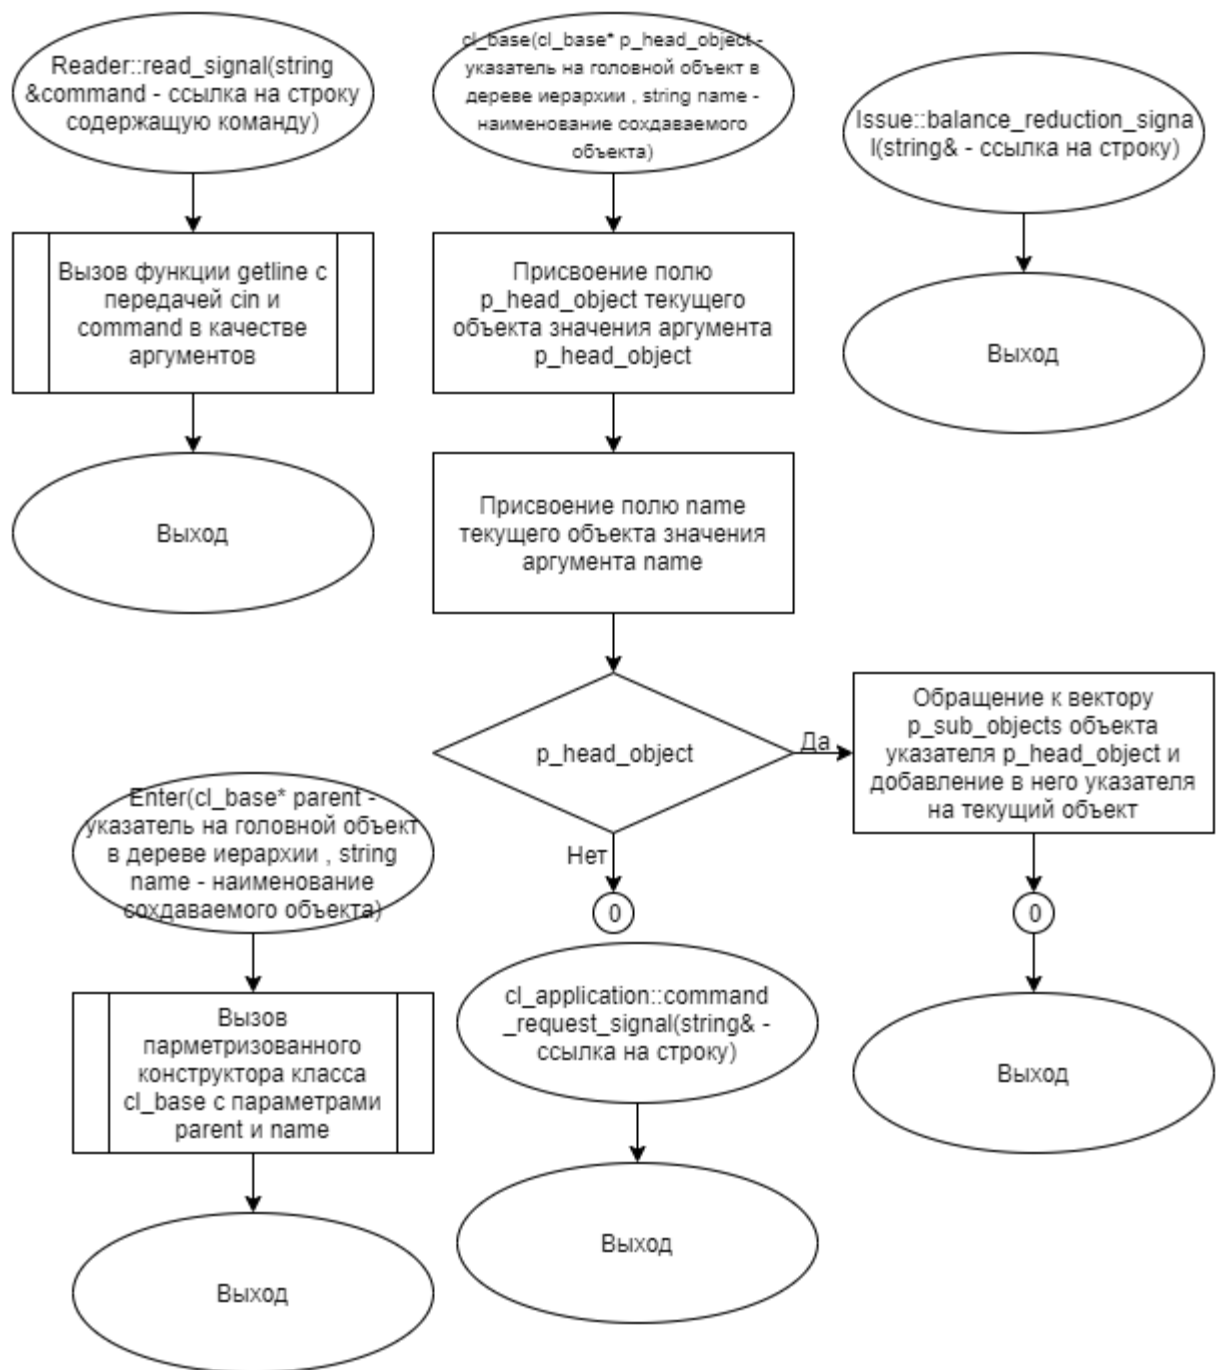 Reader::read_signal(string
&command - ссылка на строку
содержащую команду)
Вызов функции getline с
передачей cin и
command в качестве
аргументов
Выход
cl_base(cl_base* p_head_object -
указатель на головной объект в
дереве иерархии , string name -
наименование сохдаваемого
объекта)
Присвоение полю
p_head_object текущего
объекта значения аргумента
p_head_object
Присвоение полю name
текущего объекта значения
аргумента name
p_head_object
Да
Нет
0
Обращение к вектору
p_sub_objects объекта
указателя p_head_object и
добавление в него указателя
на текущий объект
0
Выход
Issue::balance_reduction_signa
l(string& - ссылка на строку)
Выход
Enter(cl_base* parent -
указатель на головной объект
в дереве иерархии , string
name - наименование
сохдаваемого объекта)
Вызов
парметризованного
конструктора класса
cl_base с параметрами
parent и name
Выход
cl_application::command
_request_signal(string& -
ссылка на строку)
Выход